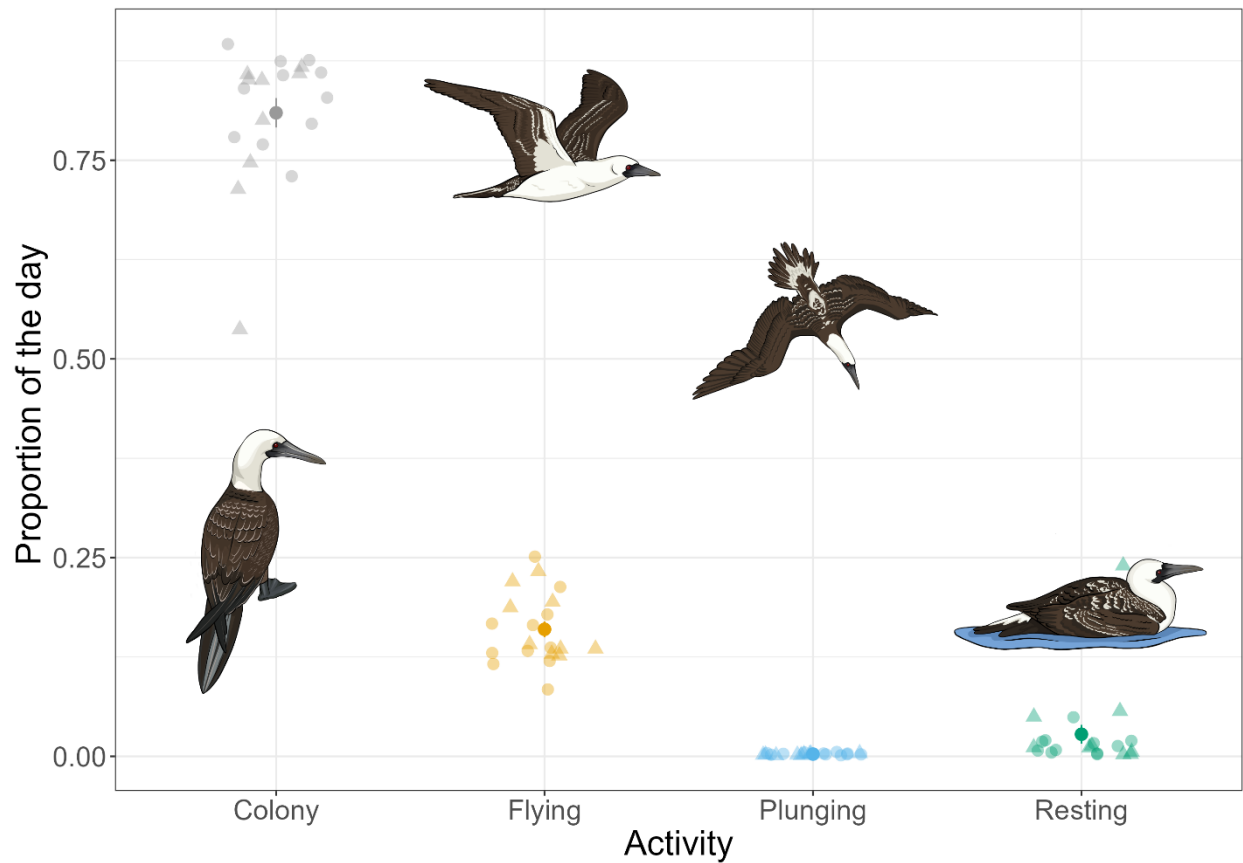 Proportion of the day
0.75
0.50
0.25
0.00
Colony
Flying
Plunging
Resting
Activity